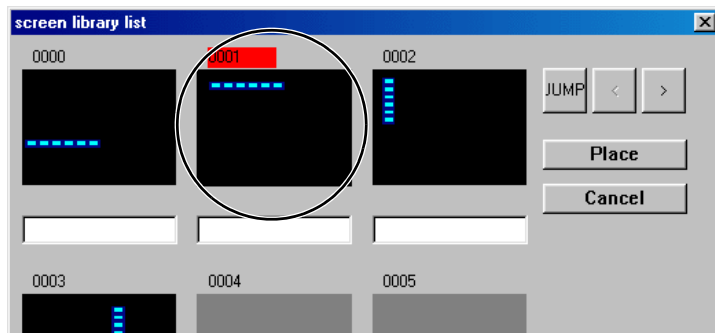 screen library list
0000 0001 0002
JUMP < >
Place
Cancel
0003 0004 0005